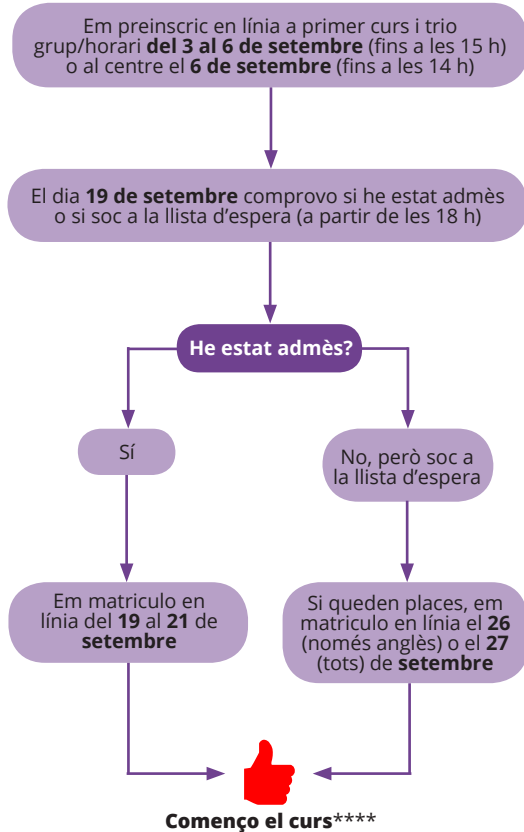 Em preinscric en línia a primer curs i trio
grup/horari del 3 al 6 de setembre (fins a les 15 h)
o al centre el 6 de setembre (fins a les 14 h)
El dia 19 de setembre comprovo si he estat admès
o si soc a la llista d’espera (a partir de les 18 h)
He estat admès?
Sí
No, però soc a
la llista d’espera
Em matriculo en
línia del 19 al 21 de
setembre
Si queden places, em
matriculo en línia el 26
(només anglès) o el 27
(tots) de setembre
Començo el curs****